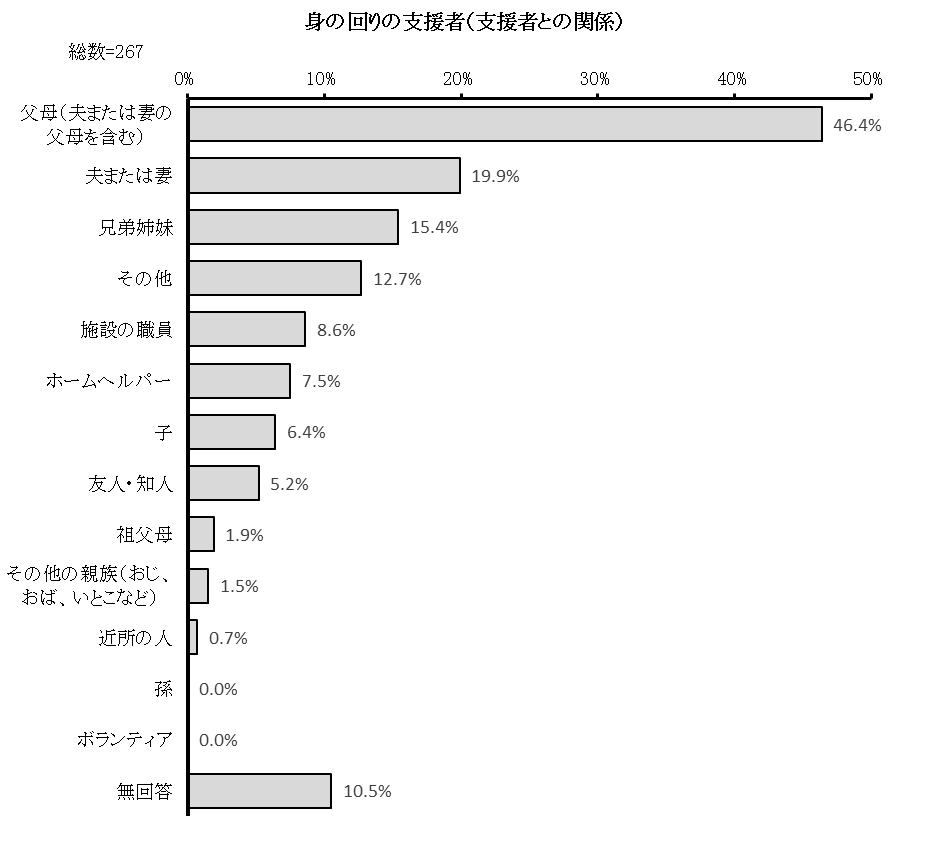 身の回りの支援者（支援者との関係）
総数=267
0%
10%
20%
30%
40%
50%
父母（夫または妻の
父母を含む）
46.4%
夫または妻
19.9%
兄弟姉妹
15.4%
その他
12.7%
施設の職員
8.6%
ホームヘルパー
7.5%
子
6.4%
友人・知人
5.2%
祖父母
1.9%
その他の親族（おじ、
おば、いとこなど）
1.5%
近所の人
0.7%
孫
0.0%
ボランティア
0.0%
無回答
10.5%